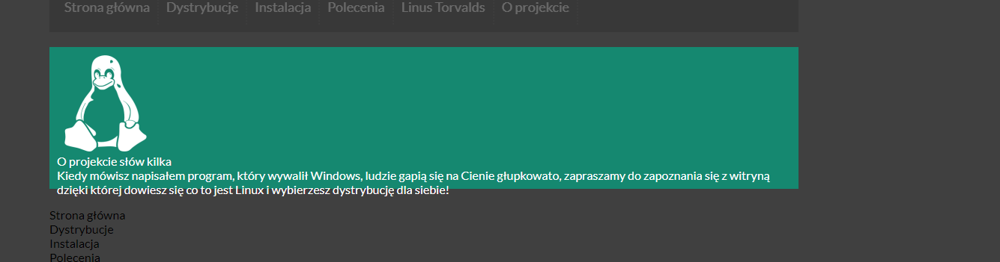 Strona główna Dystrybucje Instalacja Polecenia Linus Torvalds O projekcie
O projekcie słów kilka
Kiedy mówisz napisałem program, który wywalił Windows, ludzie gapią się na Cienie głupkowato, zapraszamy do zapoznania się z witryną
dzięki której dowiesz się co to jest Linux i wybierzesz dystrybucję dla siebie!
Strona główna
Dystrybucje
Instalacja
Polecenia